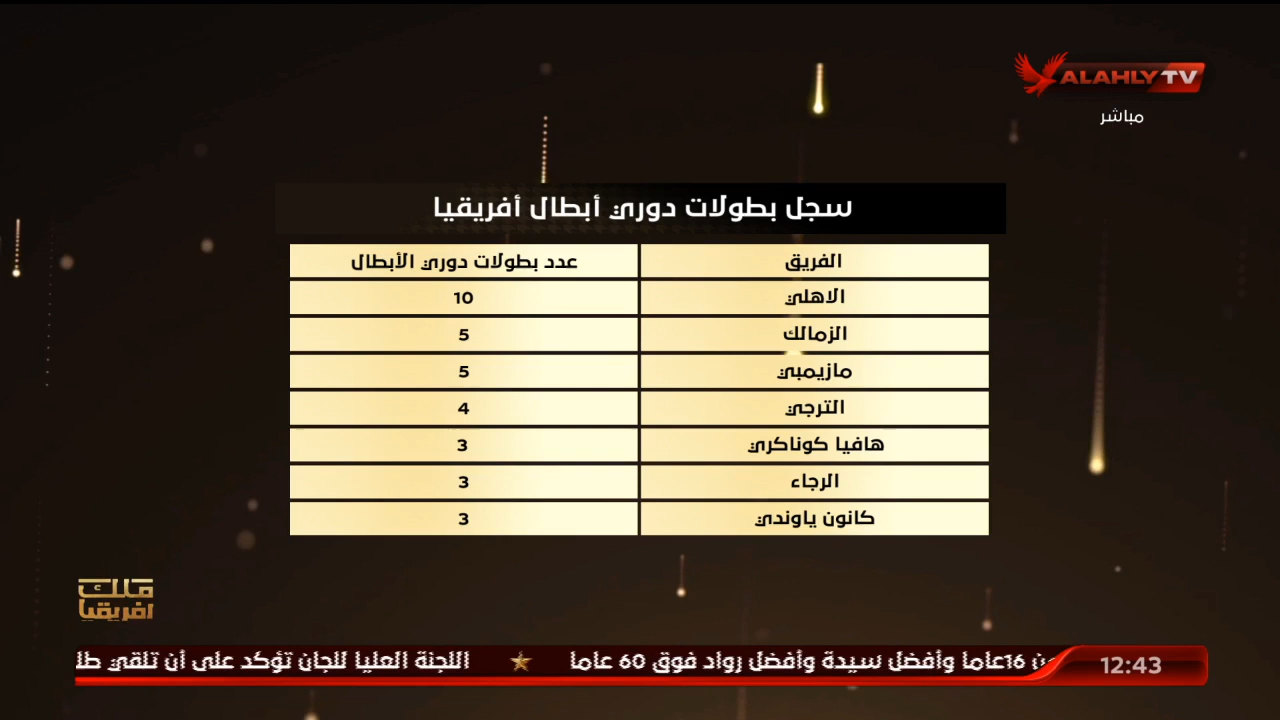 ALAHLY TV
مباشر
سجل بطولات دوري أبطال أفريقيا
الفريق عدد بطولات دوري الأبطال
الاهلي 10
الزمالك 5
مازيمبي 5
الترجي 4
هافيا كوناكري 3
الرجاء 3
كانون ياوندي 3
ملك
افريقيا
12:43 16عاما وأفضل سيدة وأفضل رواد فوق 60 عاما اللجنة العليا للجان تؤكد على أن تلقي